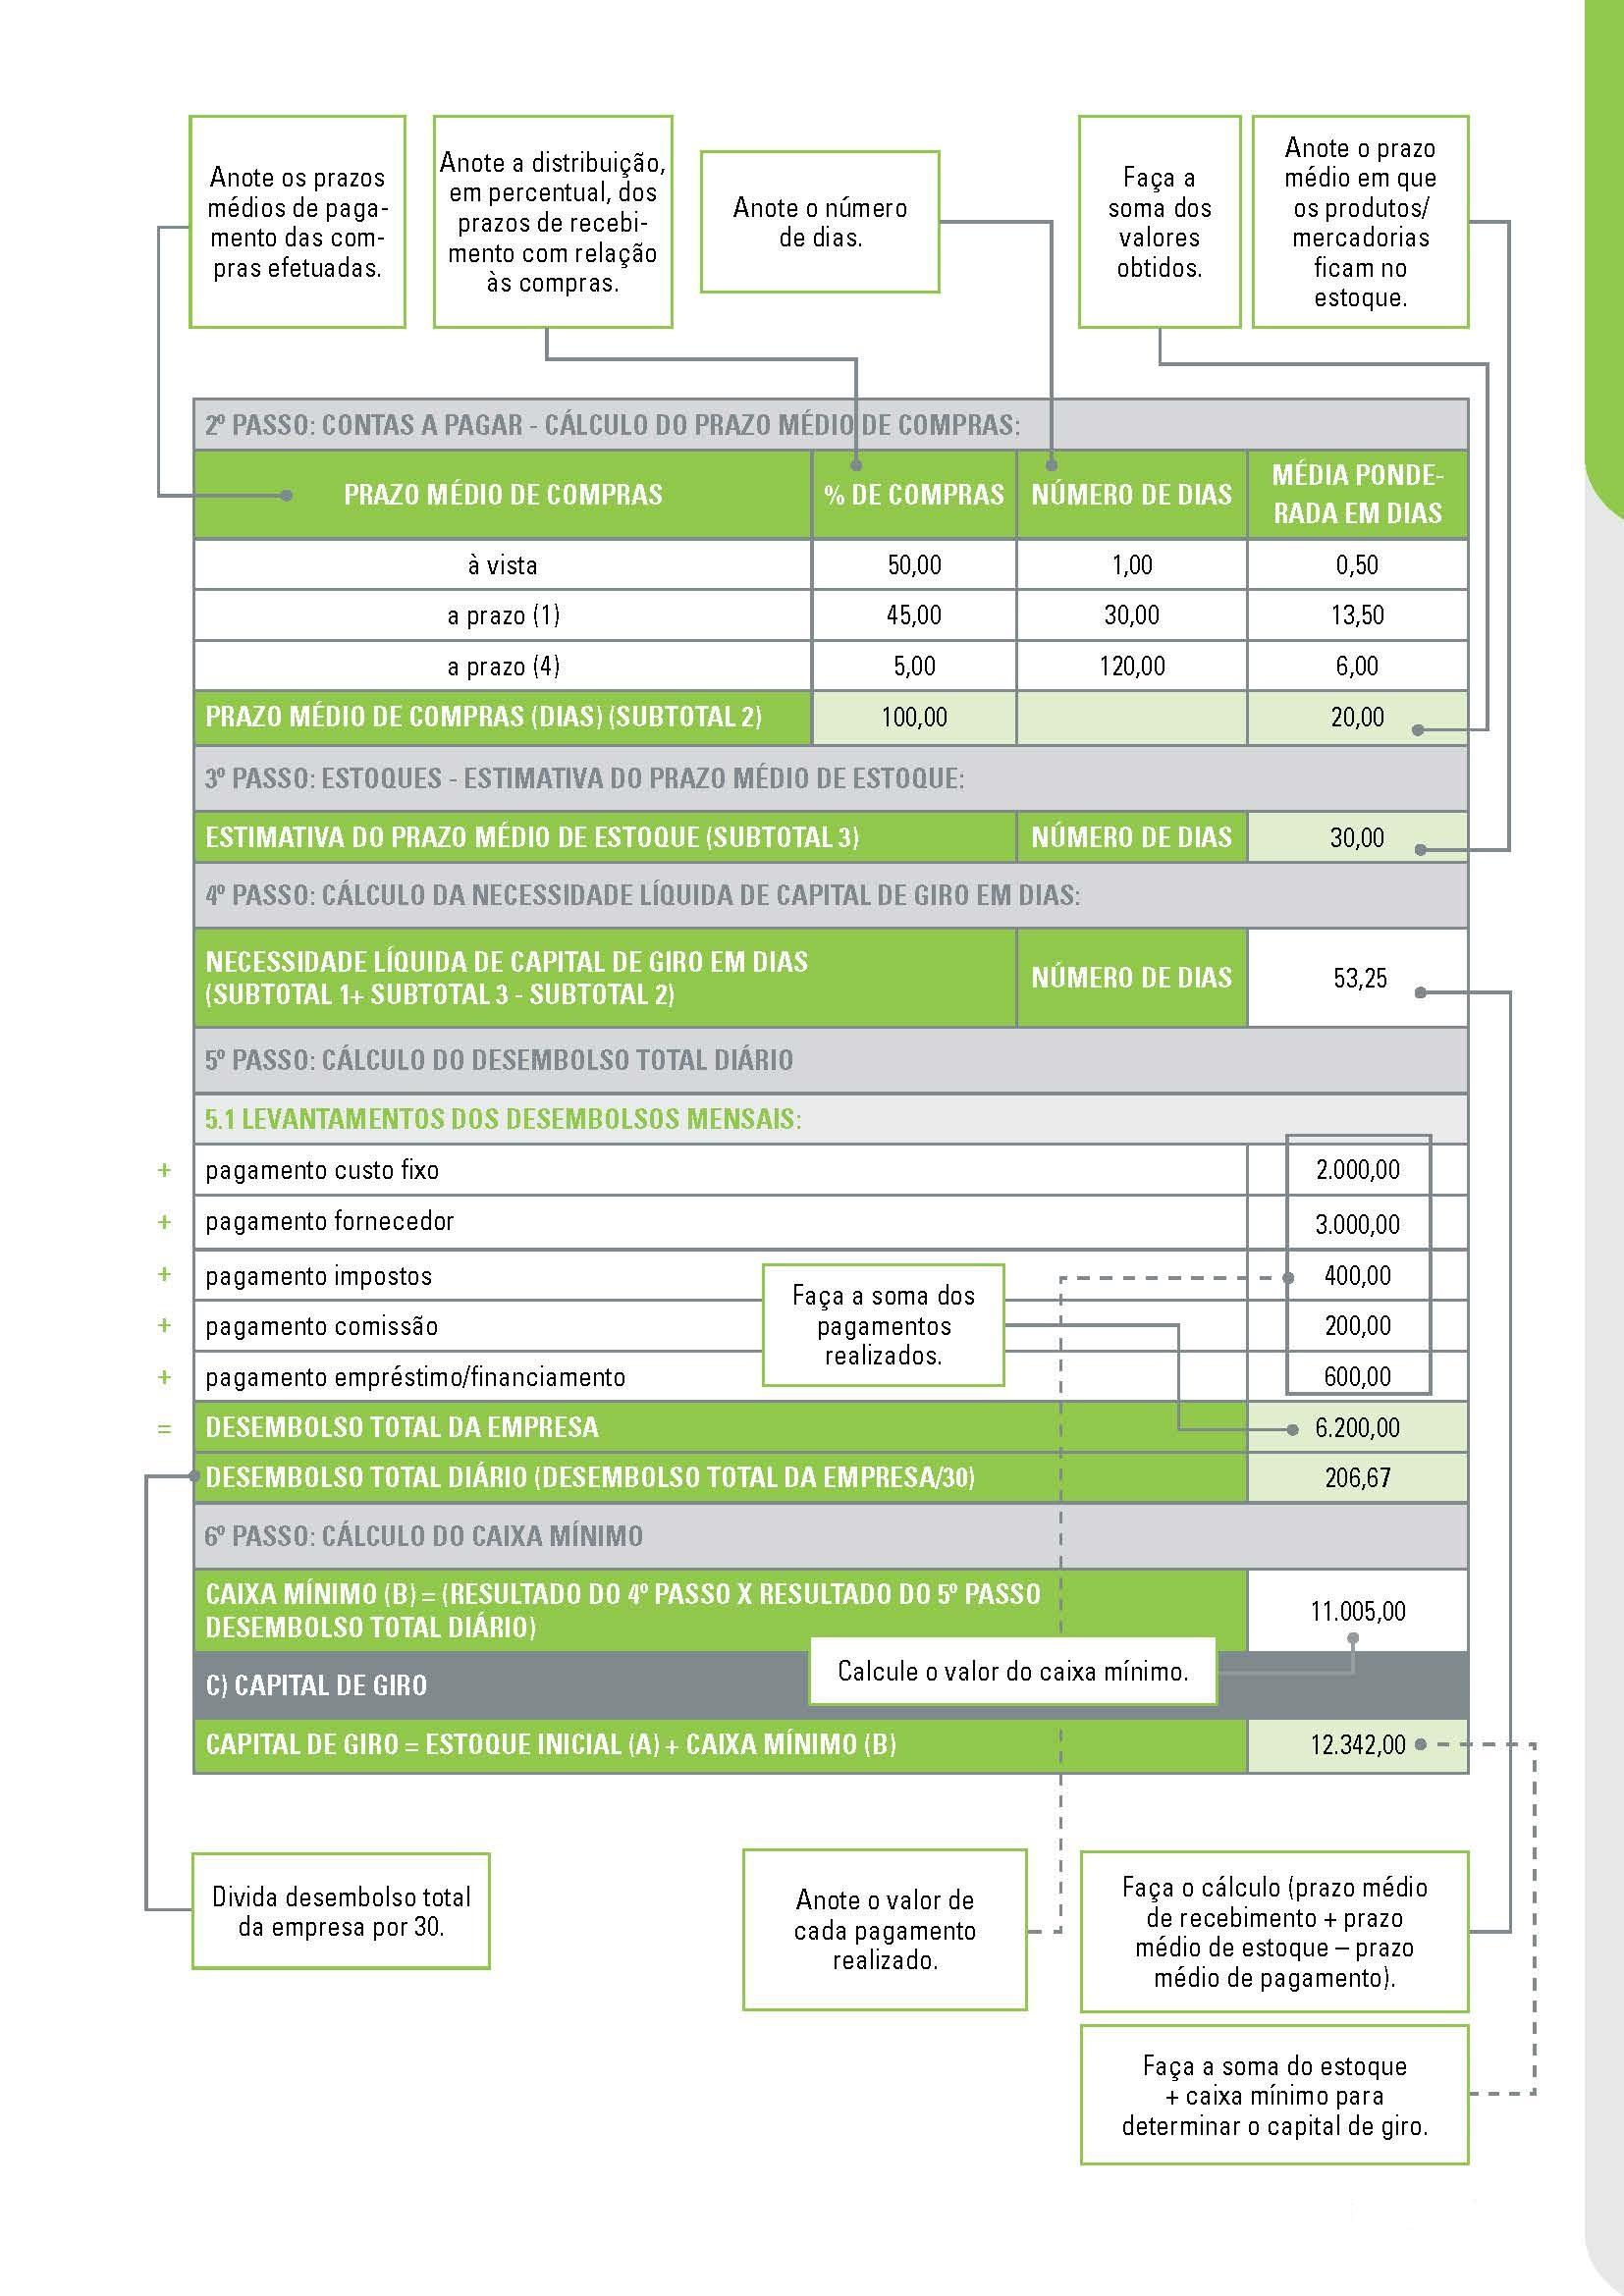 Anote os prazos
médios de paga-
mento das com-
pras efetuadas.
Anote a distribuição,
em percentual, dos
prazos de recebi-
mento com relação
às compras.
Anote o número
de dias.
Faça a
soma dos
valores
obtidos.
Anote o prazo
médio em que
os produtos/
mercadorias
ficam no
estoque.
2º PASSO: CONTAS A PAGAR - CÁLCULO DO PRAZO MÉDIO DE COMPRAS:
PRAZO MÉDIO DE COMPRAS
% DE COMPRAS
NÚMERO DE DIAS
MÉDIA PONDE-
RADA EM DIAS
à vista 50,00 1,00 0,50
a prazo (1) 45,00 30,00 13,50
a prazo (4) 5,00 120,00 6,00
PRAZO MÉDIO DE COMPRAS (DIAS) (SUBTOTAL 2) 100,00 20,00
3º PASSO: ESTOQUES - ESTIMATIVA DO PRAZO MÉDIO DE ESTOQUE:
ESTIMATIVA DO PRAZO MÉDIO DE ESTOQUE (SUBTOTAL 3) NÚMERO DE DIAS 30,00
4º PASSO: CÁLCULO DA NECESSIDADE LÍQUIDA DE CAPITAL DE GIRO EM DIAS:
NECESSIDADE LÍQUIDA DE CAPITAL DE GIRO EM DIAS
(SUBTOTAL 1+ SUBTOTAL 3 - SUBTOTAL 2)
NÚMERO DE DIAS 53,25
5º PASSO: CÁLCULO DO DESEMBOLSO TOTAL DIÁRIO
5.1 LEVANTAMENTOS DOS DESEMBOLSOS MENSAIS:
+ pagamento custo fixo 2.000,00
+ pagamento fornecedor 3.000,00
+ pagamento impostos 400,00
+ pagamento comissão 200,00
+ pagamento empréstimo/financiamento 600,00
Faça a soma dos
pagamentos
realizados.
= DESEMBOLSO TOTAL DA EMPRESA 6.200,00
DESEMBOLSO TOTAL DIÁRIO (DESEMBOLSO TOTAL DA EMPRESA/30) 206,67
6º PASSO: CÁLCULO DO CAIXA MÍNIMO
CAIXA MÍNIMO (B) = (RESULTADO DO 4º PASSO X RESULTADO DO 5º PASSO
DESEMBOLSO TOTAL DIÁRIO)
11.005,00
Calcule o valor do caixa mínimo.
C) CAPITAL DE GIRO
CAPITAL DE GIRO = ESTOQUE INICIAL (A) + CAIXA MÍNIMO (B) 12.342,00
Divida desembolso total
da empresa por 30.
Anote o valor de
cada pagamento
realizado.
Faça o cálculo (prazo médio
de recebimento + prazo
médio de estoque – prazo
médio de pagamento).
Faça a soma do estoque
+ caixa mínimo para
determinar o capital de giro.